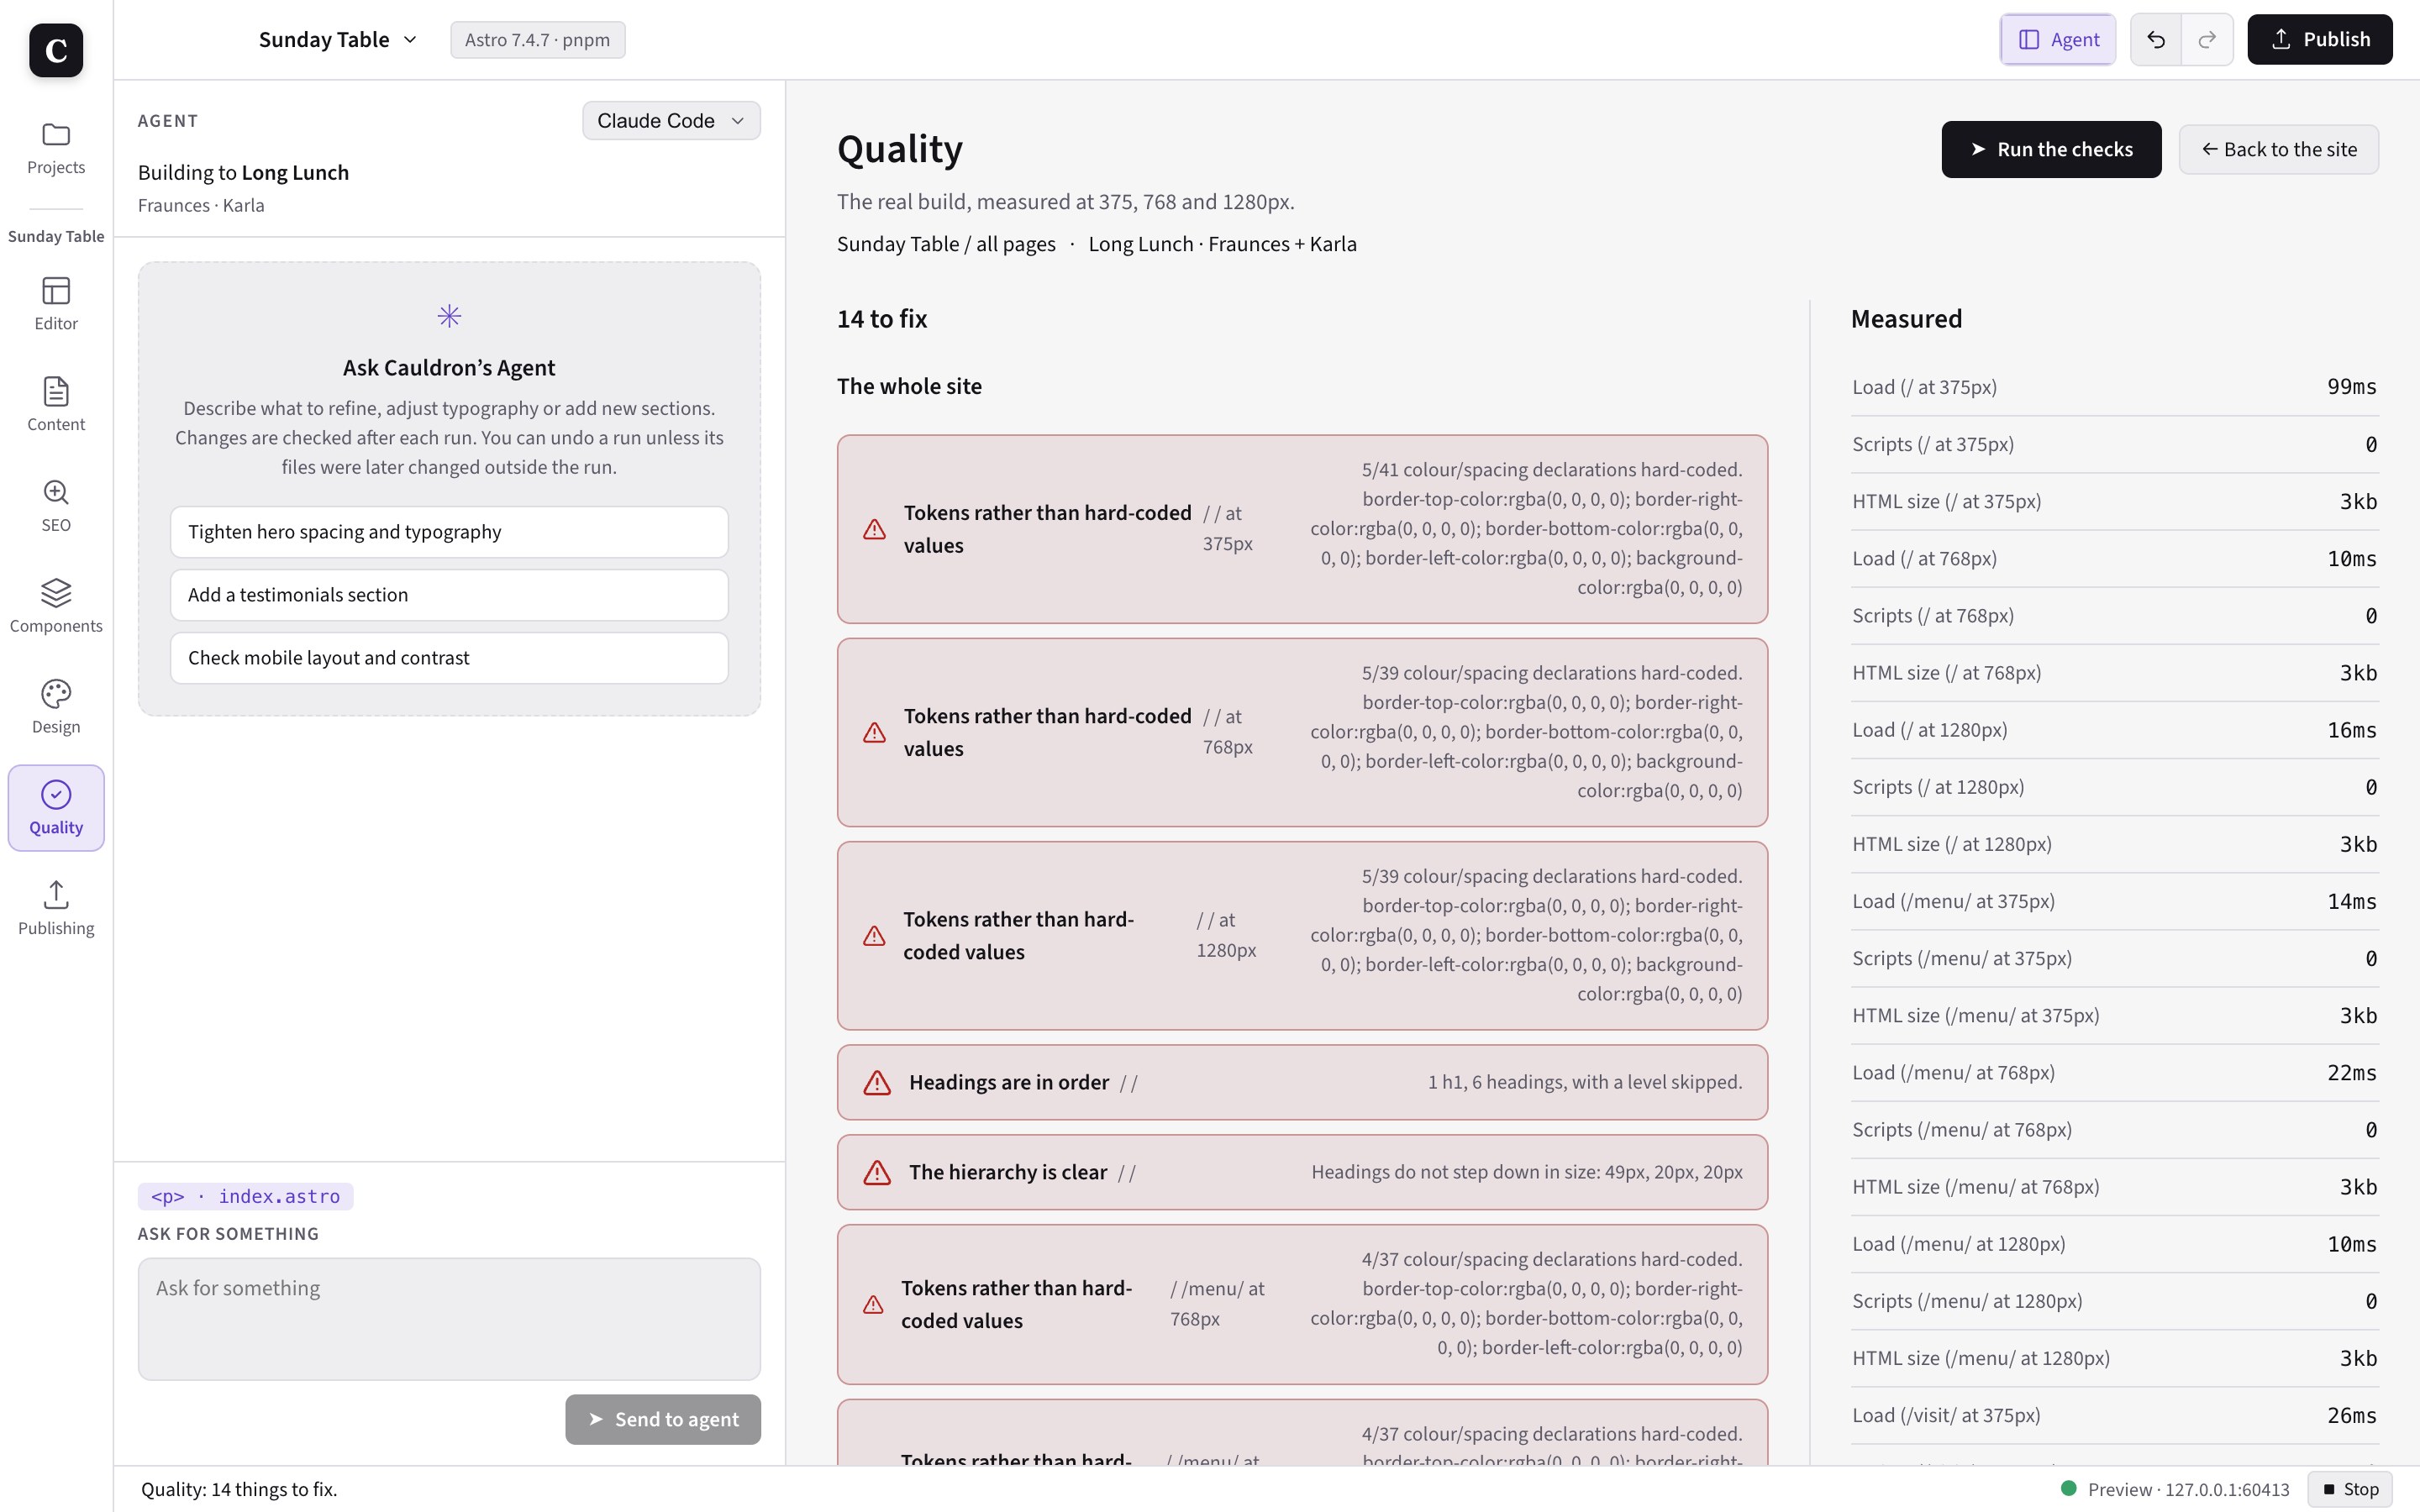 C
Projects
Sunday Table
Editor
Content
SEO
Components
Design
Quality
Publishing
Sunday Table
Astro 7.4.7 · pnpm
Agent
Publish
AGENT
Claude Code
Building to Long Lunch
Fraunces · Karla
Ask Cauldron’s Agent
Describe what to refine, adjust typography or add new sections.
Changes are checked after each run. You can undo a run unless its
files were later changed outside the run.
Tighten hero spacing and typography
Add a testimonials section
Check mobile layout and contrast
<p> · index.astro
ASK FOR SOMETHING
Ask for something
Send to agent
Quality
Run the checks
← Back to the site
The real build, measured at 375, 768 and 1280px.
Sunday Table / all pages · Long Lunch · Fraunces + Karla
14 to fix
The whole site
Tokens rather than hard-coded
values
/ / at
375px
5/41 colour/spacing declarations hard-coded.
border-top-color:rgba(0, 0, 0, 0); border-right-
color:rgba(0, 0, 0, 0); border-bottom-color:rgba(0, 0,
0, 0); border-left-color:rgba(0, 0, 0, 0); background-
color:rgba(0, 0, 0, 0)
Tokens rather than hard-coded
values
/ / at
768px
5/39 colour/spacing declarations hard-coded.
border-top-color:rgba(0, 0, 0, 0); border-right-
color:rgba(0, 0, 0, 0); border-bottom-color:rgba(0, 0,
0, 0); border-left-color:rgba(0, 0, 0, 0); background-
color:rgba(0, 0, 0, 0)
Tokens rather than hard-
coded values
/ / at
1280px
5/39 colour/spacing declarations hard-coded.
border-top-color:rgba(0, 0, 0, 0); border-right-
color:rgba(0, 0, 0, 0); border-bottom-color:rgba(0, 0,
0, 0); border-left-color:rgba(0, 0, 0, 0); background-
color:rgba(0, 0, 0, 0)
Headings are in order / /
1 h1, 6 headings, with a level skipped.
The hierarchy is clear / /
Headings do not step down in size: 49px, 20px, 20px
Tokens rather than hard-
coded values
/ /menu/ at
768px
4/37 colour/spacing declarations hard-coded.
border-top-color:rgba(0, 0, 0, 0); border-right-
color:rgba(0, 0, 0, 0); border-bottom-color:rgba(0, 0,
0, 0); border-left-color:rgba(0, 0, 0, 0)
Tokens rather than hard-
/ /menu/ at
4/37 colour/spacing declarations hard-coded.
border-top-color:rgba(0, 0, 0, 0); border-right-
Measured
Load (/ at 375px) 99ms
Scripts (/ at 375px) 0
HTML size (/ at 375px) 3kb
Load (/ at 768px) 10ms
Scripts (/ at 768px) 0
HTML size (/ at 768px) 3kb
Load (/ at 1280px) 16ms
Scripts (/ at 1280px) 0
HTML size (/ at 1280px) 3kb
Load (/menu/ at 375px) 14ms
Scripts (/menu/ at 375px) 0
HTML size (/menu/ at 375px) 3kb
Load (/menu/ at 768px) 22ms
Scripts (/menu/ at 768px) 0
HTML size (/menu/ at 768px) 3kb
Load (/menu/ at 1280px) 10ms
Scripts (/menu/ at 1280px) 0
HTML size (/menu/ at 1280px) 3kb
Load (/visit/ at 375px) 26ms
Quality: 14 things to fix.
Preview · 127.0.0.1:60413
Stop